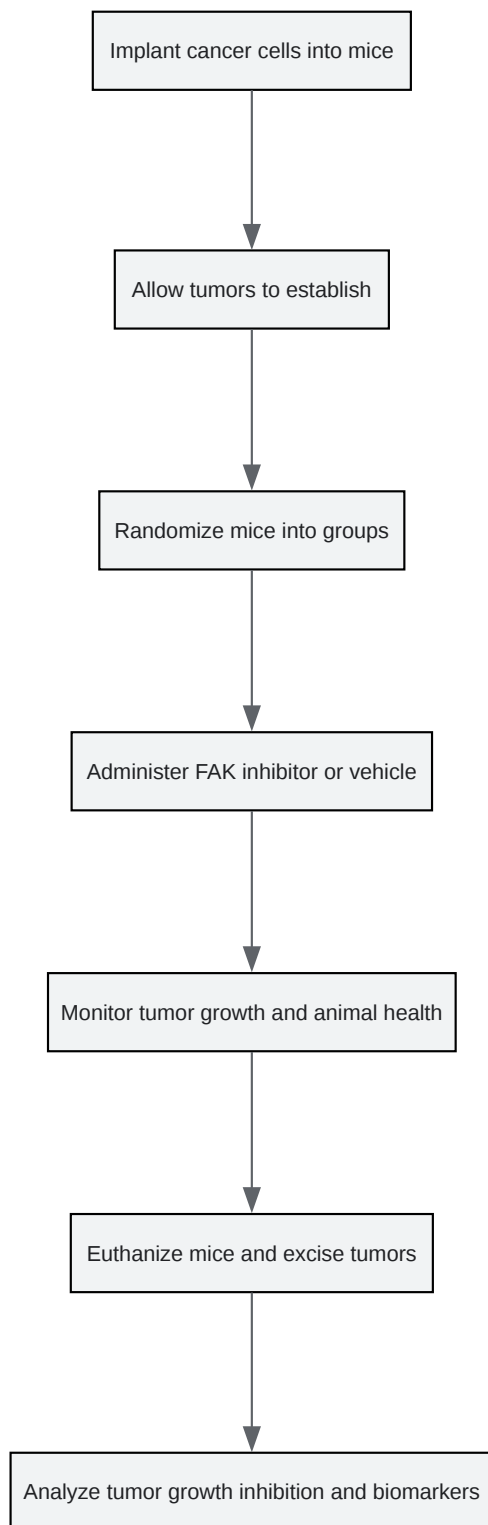 Implant cancer cells into mice
Allow tumors to establish
Randomize mice into groups
Administer FAK inhibitor or vehicle
Monitor tumor growth and animal health
Euthanize mice and excise tumors
Analyze tumor growth inhibition and biomarkers